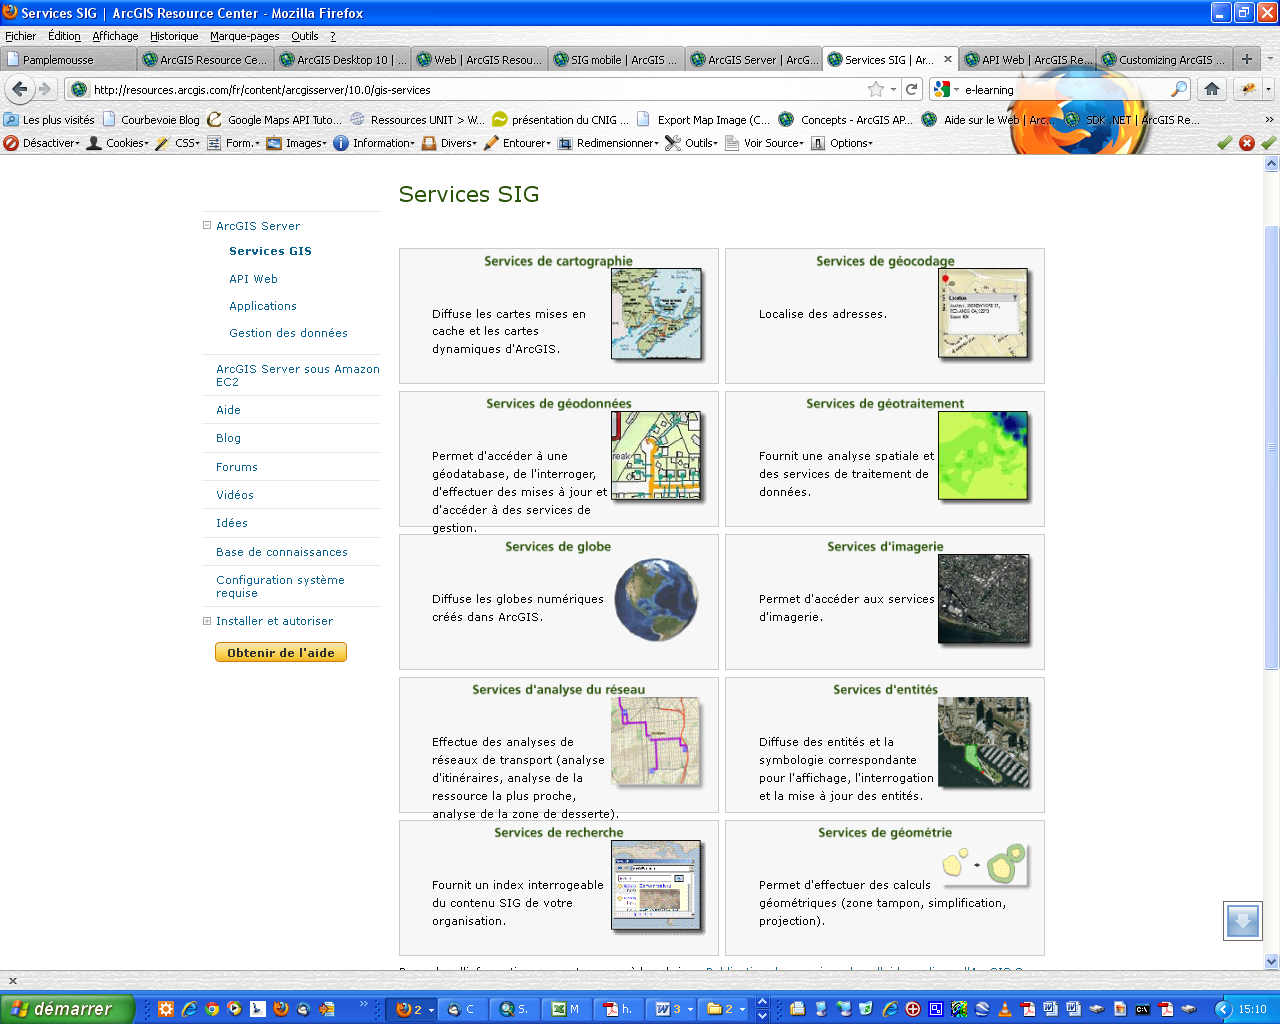 Services SIG | ArcGIS Resource Center - Mozilla Firefox
Fichier Édition Affichage Historique Marque-pages Outils ?
Pamplemousse
ArcGIS Resource Ce...
ArcGIS Desktop 10 | ...
Web | ArcGIS Resou...
SIG mobile | ArcGIS ...
ArcGIS Server | ArcG...
Services SIG | Ar...
API Web | ArcGIS Re...
Customizing ArcGIS ...
http://resources.arcgis.com/fr/content/arcgisserver/10.0/gis-services
e-learning
Les plus visités
Courbevoie Blog
Google Maps API Tuto...
Ressources UNIT > W...
présentation du CNIG ...
Export Map Image (C...
Concepts - ArcGIS AP...
Aide sur le Web | Arc...
SDK .NET | ArcGIS Re...
Désactiver Cookies CSS Form. Images Information Divers Entourer Redimensionner Outils Voir Source Options
Services SIG
ArcGIS Server
Services GIS
API Web
Applications
Gestion des données
ArcGIS Server sous Amazon
EC2
Aide
Blog
Forums
Vidéos
Idées
Base de connaissances
Configuration système
requise
Installer et autoriser
Obtenir de l'aide
Services de cartographie
Diffuse les cartes mises en
cache et les cartes
dynamiques d'ArcGIS.
Services de géocodage
Localise des adresses.
Location
Services de géodonnées
Permet d'accéder à une
géodatabase, de l'interroger,
d'effectuer des mises à jour et
d'accéder à des services de
gestion.
reak
Services de géotraitement
Fournit une analyse spatiale et
des services de traitement de
données.
Services de globe
Diffuse les globes numériques
créés dans ArcGIS.
Services d'imagerie
Permet d'accéder aux services
d'imagerie.
Services d'analyse du réseau
Effectue des analyses de
réseaux de transport (analyse
d'itinéraires, analyse de la
ressource la plus proche,
analyse de la zone de desserte).
Services d'entités
Diffuse des entités et la
symbologie correspondante
pour l'affichage, l'interrogation
et la mise à jour des entités.
Services de recherche
Fournit un index interrogeable
du contenu SIG de votre
organisation.
Services de géométrie
Permet d'effectuer des calculs
géométriques (zone tampon, simplification,
projection).
démarrer
2
C
S.
M
h.
3
2
15:10